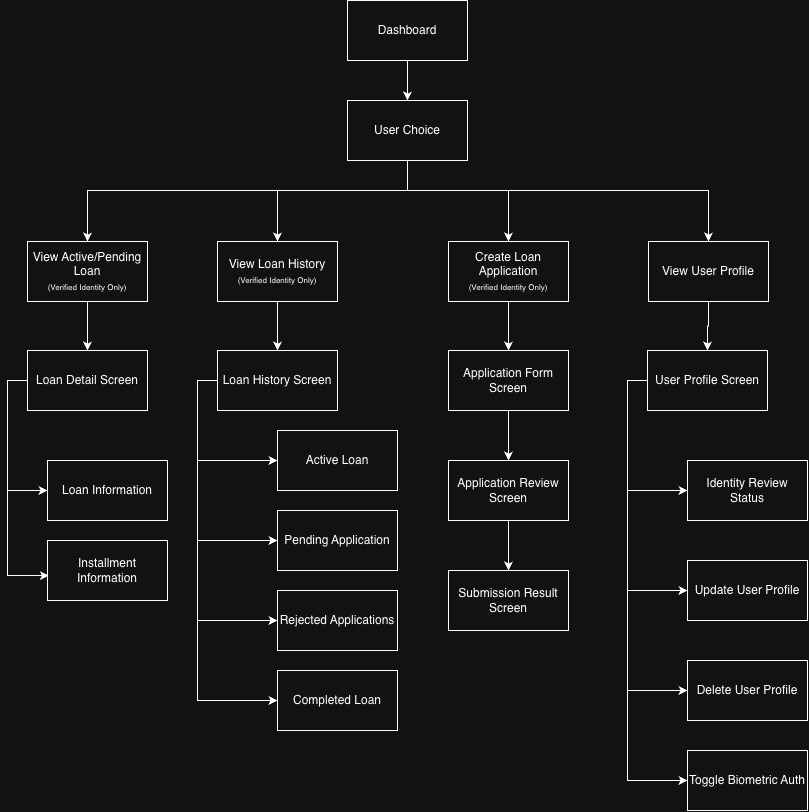 Dashboard
User Choice
View Active/Pending
Loan
(Verified Identity Only)
View Loan History
(Verified Identity Only)
Create Loan
Application
(Verified Identity Only)
View User Profile
Loan Detail Screen
Loan History Screen
Application Form
Screen
User Profile Screen
Loan Information
Installment
Information
Active Loan
Pending Application
Rejected Applications
Completed Loan
Application Review
Screen
Submission Result
Screen
Identity Review
Status
Update User Profile
Delete User Profile
Toggle Biometric Auth